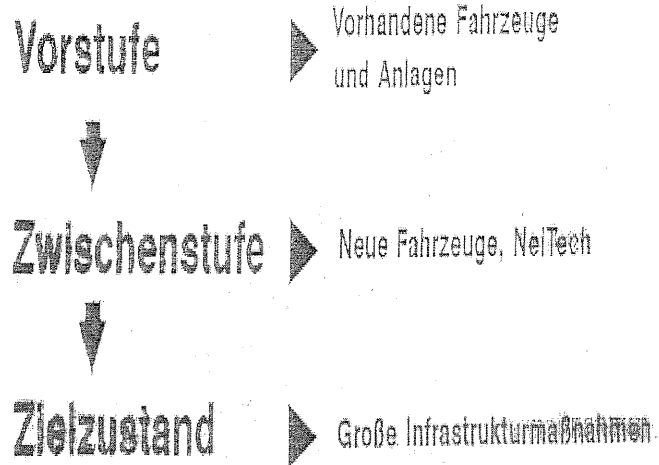 Vorstufe
Vorhandene Fahrzeuge
und Anlagen
Zwischenstufe
Neue Fahrzeuge, NeiTech
Zielzustand
Große Infrastrukturmaßnahmen